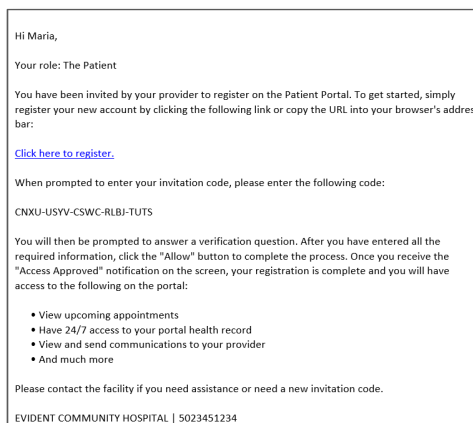 Hi Maria,
Your role: The Patient
You have been invited by your provider to register on the Patient Portal. To get started, simply
register your new account by clicking the following link or copy the URL into your browser's addres
bar:
Click here to register.
When prompted to enter your invitation code, please enter the following code:
CNXU-USYV-CSWC-RLBJ-TUTS
You will then be prompted to answer a verification question. After you have entered all the
required information, click the "Allow" button to complete the process. Once you receive the
"Access Approved" notification on the screen, your registration is complete and you will have
access to the following on the portal:
• View upcoming appointments
• Have 24/7 access to your portal health record
• View and send communications to your provider
• And much more
Please contact the facility if you need assistance or need a new invitation code.
EVIDENT COMMUNITY HOSPITAL | 5023451234